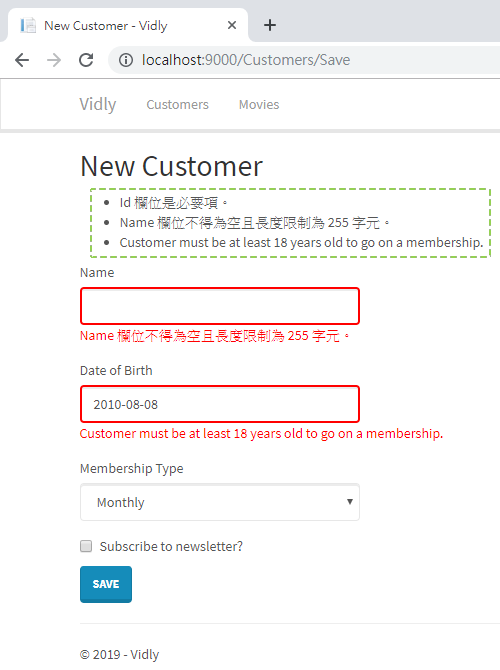 New Customer - Vidly
localhost:9000/Customers/Save
Vidly Customers Movies
New Customer
Id 欄位是必要項。
Name 欄位不得為空且長度限制為 255 字元。
Customer must be at least 18 years old to go on a membership.
Name
Name 欄位不得為空且長度限制為 255 字元。
Date of Birth
2010-08-08
Customer must be at least 18 years old to go on a membership.
Membership Type
Monthly
Subscribe to newsletter?
SAVE
© 2019 - Vidly